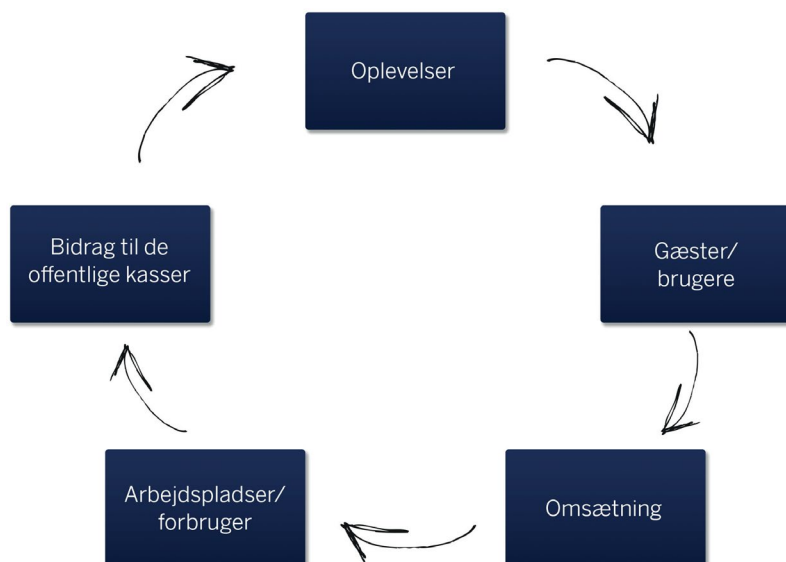 Oplevelser
Gæster/
brugere
Omsætning
Arbejdspladser/
forbruger
Bidrag til de
offentlige kasser